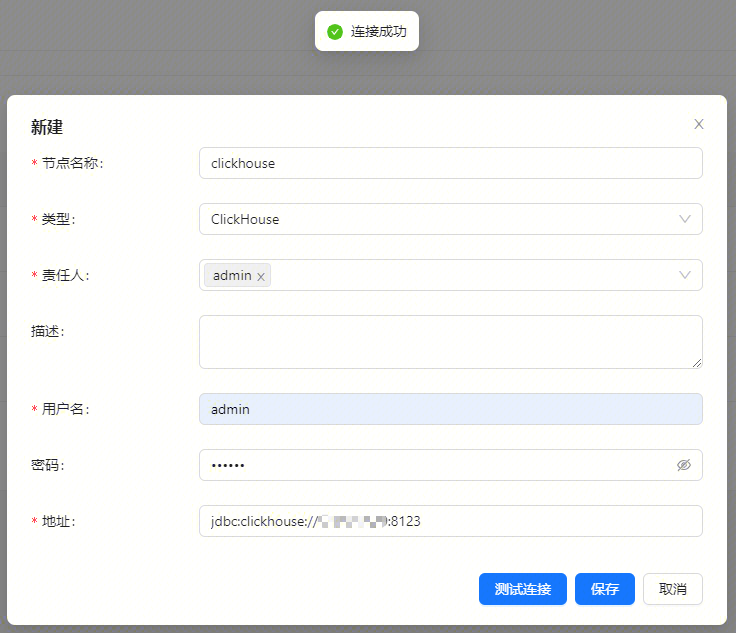 连接成功
新建
* 节点名称: clickhouse
* 类型: ClickHouse
* 责任人: admin
描述:
* 用户名: admin
密码: ••••••
* 地址: jdbc:clickhouse:// :8123
测试连接 保存 取消